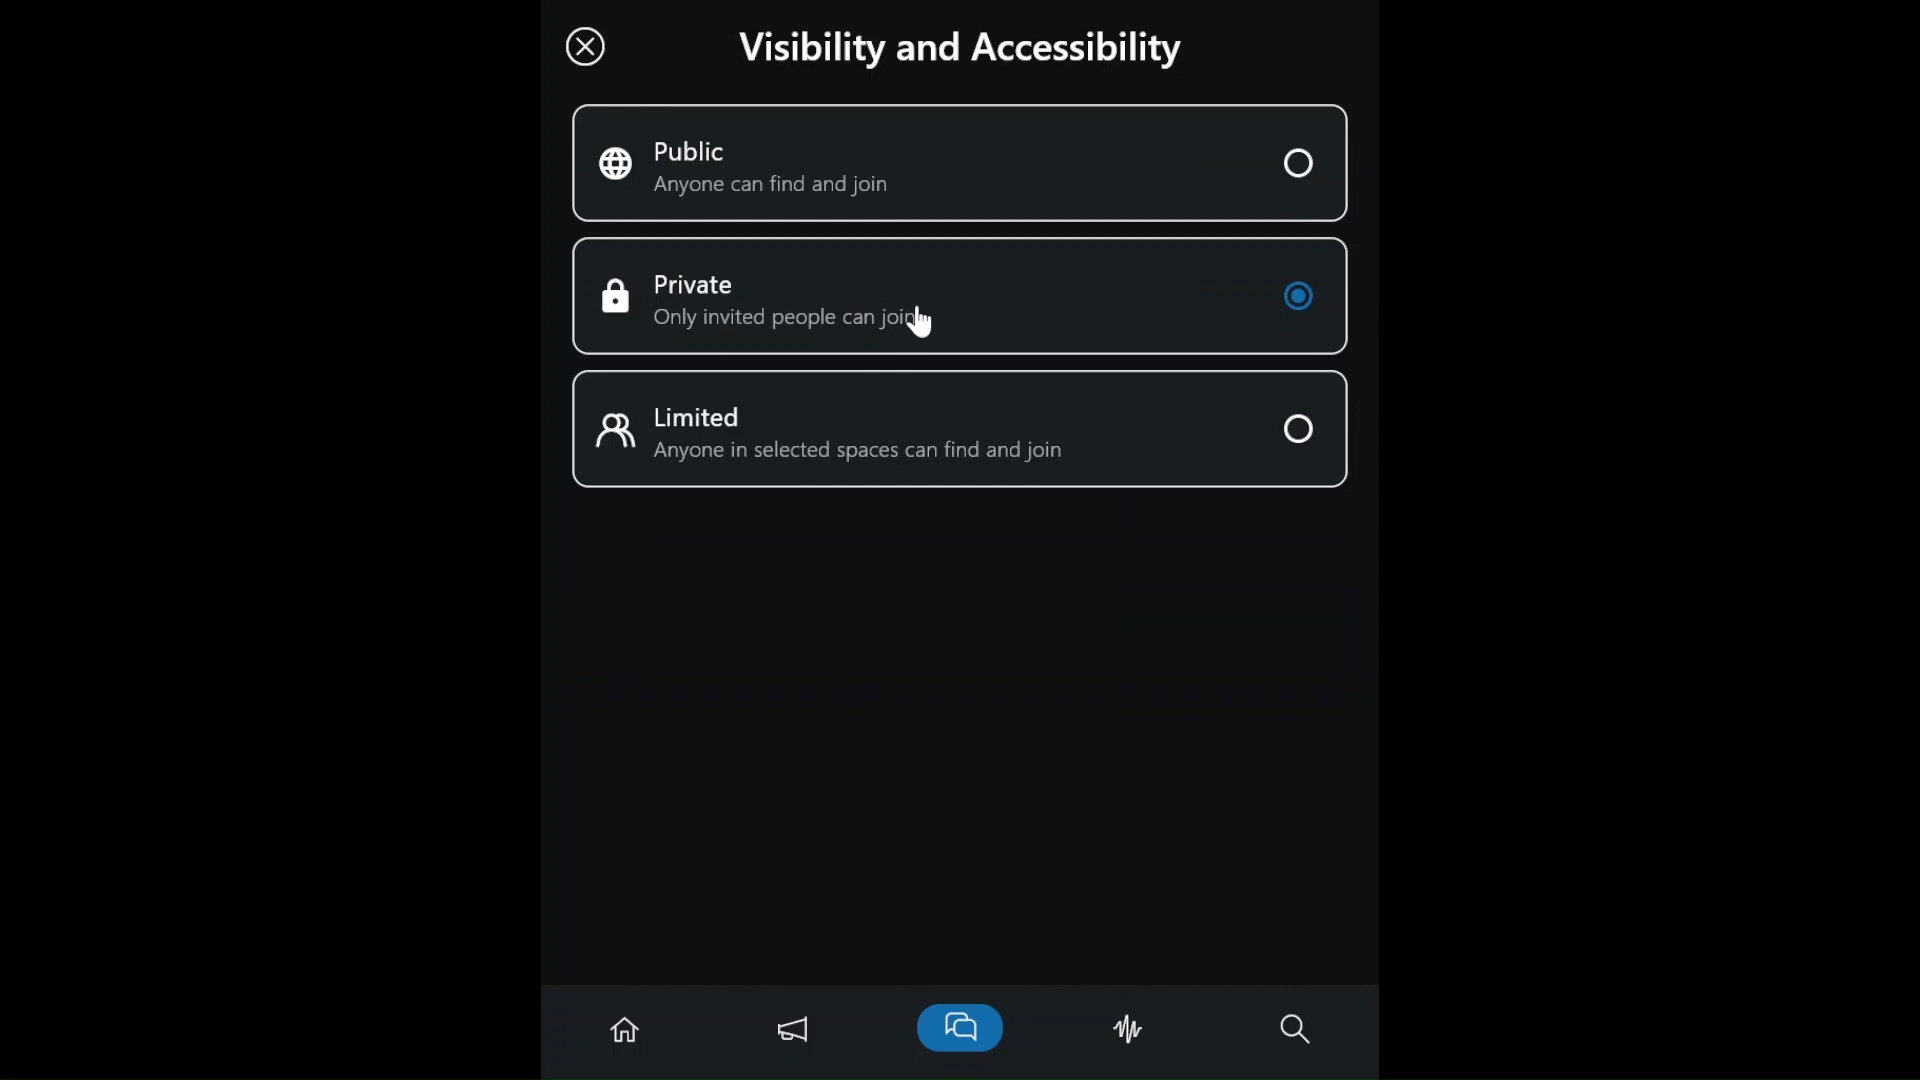 Visibility and Accessibility
Public
Anyone can find and join
Private
Only invited people can join
Limited
Anyone in selected spaces can find and join